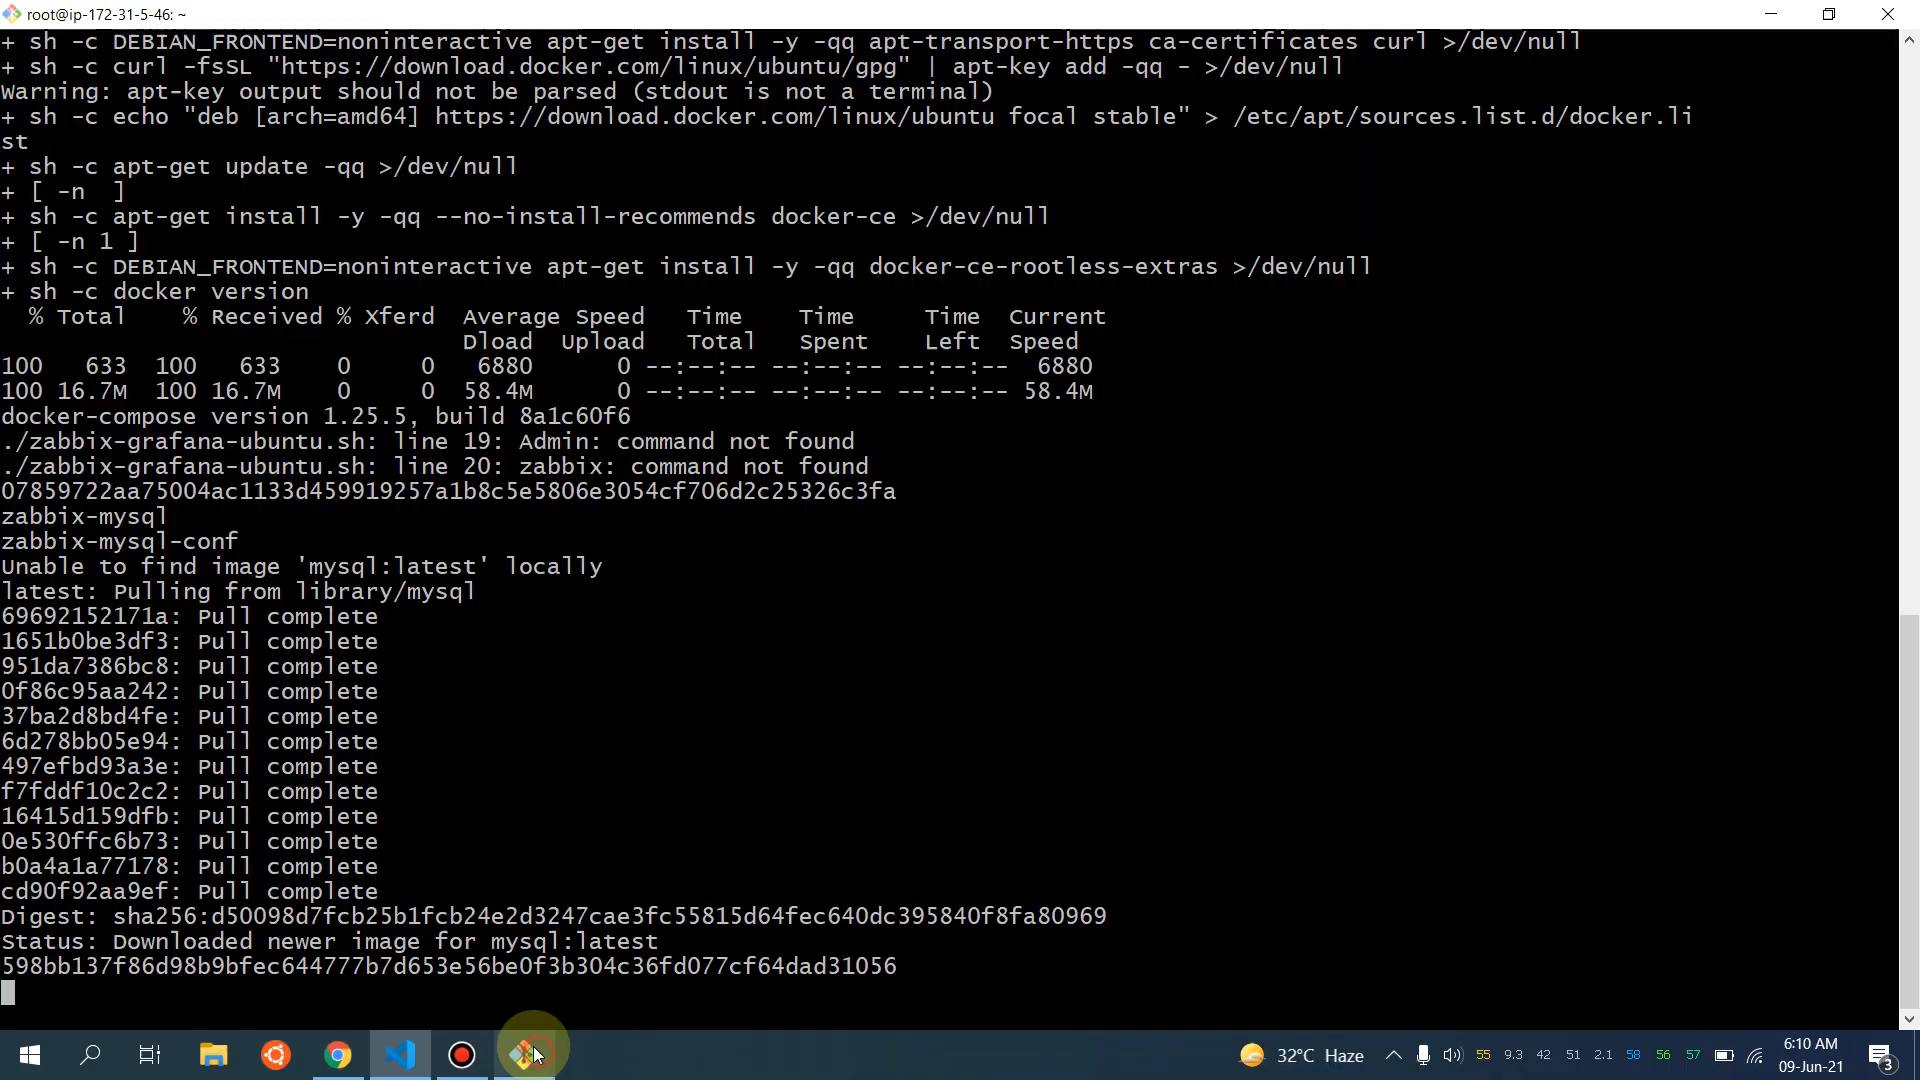 root@ip-172-31-5-46: ~
+ sh -c DEBIAN_FRONTEND=noninteractive apt-get install -y -qq apt-transport-https ca-certificates curl >/dev/null
+ sh -c curl -fsSL "https://download.docker.com/linux/ubuntu/gpg" | apt-key add -qq - >/dev/null
Warning: apt-key output should not be parsed (stdout is not a terminal)
+ sh -c echo "deb [arch=amd64] https://download.docker.com/linux/ubuntu focal stable" > /etc/apt/sources.list.d/docker.li
st
+ sh -c apt-get update -qq >/dev/null
+ [ -n  ]
+ sh -c apt-get install -y -qq --no-install-recommends docker-ce >/dev/null
+ [ -n 1 ]
+ sh -c DEBIAN_FRONTEND=noninteractive apt-get install -y -qq docker-ce-rootless-extras >/dev/null
+ sh -c docker version
  % Total    % Received % Xferd  Average Speed   Time    Time     Time  Current
                                 Dload  Upload   Total   Spent    Left  Speed
100   633  100   633    0     0   6880      0 --:--:-- --:--:-- --:--:--  6880
100 16.7M  100 16.7M    0     0  58.4M      0 --:--:-- --:--:-- --:--:-- 58.4M
docker-compose version 1.25.5, build 8a1c60f6
./zabbix-grafana-ubuntu.sh: line 19: Admin: command not found
./zabbix-grafana-ubuntu.sh: line 20: zabbix: command not found
07859722aa75004ac1133d459919257a1b8c5e5806e3054cf706d2c25326c3fa
zabbix-mysql
zabbix-mysql-conf
Unable to find image 'mysql:latest' locally
latest: Pulling from library/mysql
69692152171a: Pull complete
1651b0be3df3: Pull complete
951da7386bc8: Pull complete
0f86c95aa242: Pull complete
37ba2d8bd4fe: Pull complete
6d278bb05e94: Pull complete
497efbd93a3e: Pull complete
f7fddf10c2c2: Pull complete
16415d159dfb: Pull complete
0e530ffc6b73: Pull complete
b0a4a1a77178: Pull complete
cd90f92aa9ef: Pull complete
Digest: sha256:d50098d7fcb25b1fcb24e2d3247cae3fc55815d64fec640dc395840f8fa80969
Status: Downloaded newer image for mysql:latest
598bb137f86d98b9bfec644777b7d653e56be0f3b304c36fd077cf64dad31056
32°C Haze 55 9.3 42 51 2.1 58 56 57 6:10 AM
09-Jun-21 3